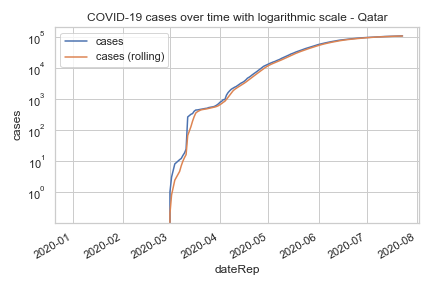 COVID-19 cases over time with logarithmic scale - Qatar
cases
cases (rolling)
10⁵
10⁴
10³
10²
10¹
10⁰
cases
2020-01
2020-02
2020-03
2020-04
2020-05
2020-06
2020-07
2020-08
dateRep